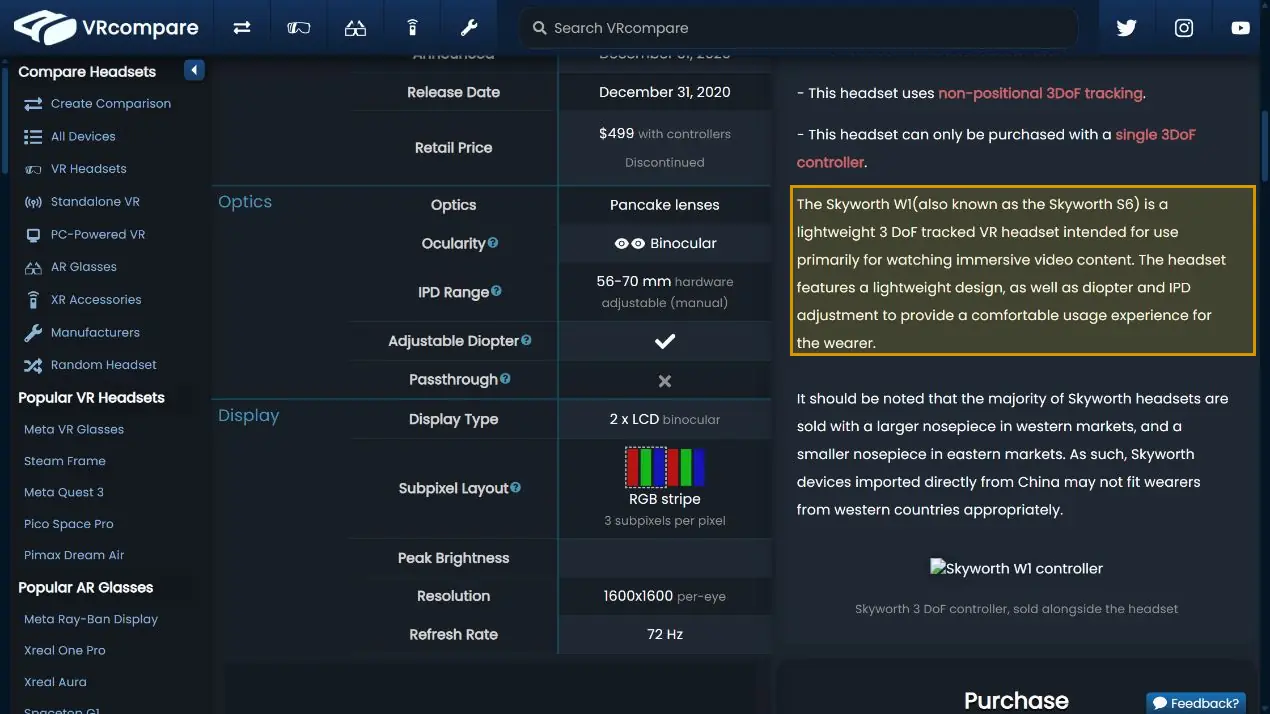 VRcompare
Search VRcompare
Compare Headsets
Create Comparison
All Devices
VR Headsets
Standalone VR
PC-Powered VR
AR Glasses
XR Accessories
Manufacturers
Random Headset
Popular VR Headsets
Meta VR Glasses
Steam Frame
Meta Quest 3
Pico Space Pro
Pimax Dream Air
Popular AR Glasses
Meta Ray-Ban Display
Xreal One Pro
Xreal Aura
Spacetop G1
Announced December 31, 2020
Release Date December 31, 2020
Retail Price $499 with controllers
Discontinued
Optics
Optics Pancake lenses
Ocularity Binocular
IPD Range 56-70 mm hardware
adjustable (manual)
Adjustable Diopter
Passthrough
Display
Display Type 2 x LCD binocular
Subpixel Layout RGB stripe
3 subpixels per pixel
Peak Brightness
Resolution 1600x1600 per-eye
Refresh Rate 72 Hz
- This headset uses non-positional 3DoF tracking.
- This headset can only be purchased with a single 3DoF
controller.
The Skyworth W1(also known as the Skyworth S6) is a
lightweight 3 DoF tracked VR headset intended for use
primarily for watching immersive video content. The headset
features a lightweight design, as well as diopter and IPD
adjustment to provide a comfortable usage experience for
the wearer.
It should be noted that the majority of Skyworth headsets are
sold with a larger nosepiece in western markets, and a
smaller nosepiece in eastern markets. As such, Skyworth
devices imported directly from China may not fit wearers
from western countries appropriately.
Skyworth W1 controller
Skyworth 3 DoF controller, sold alongside the headset
Purchase
Feedback?